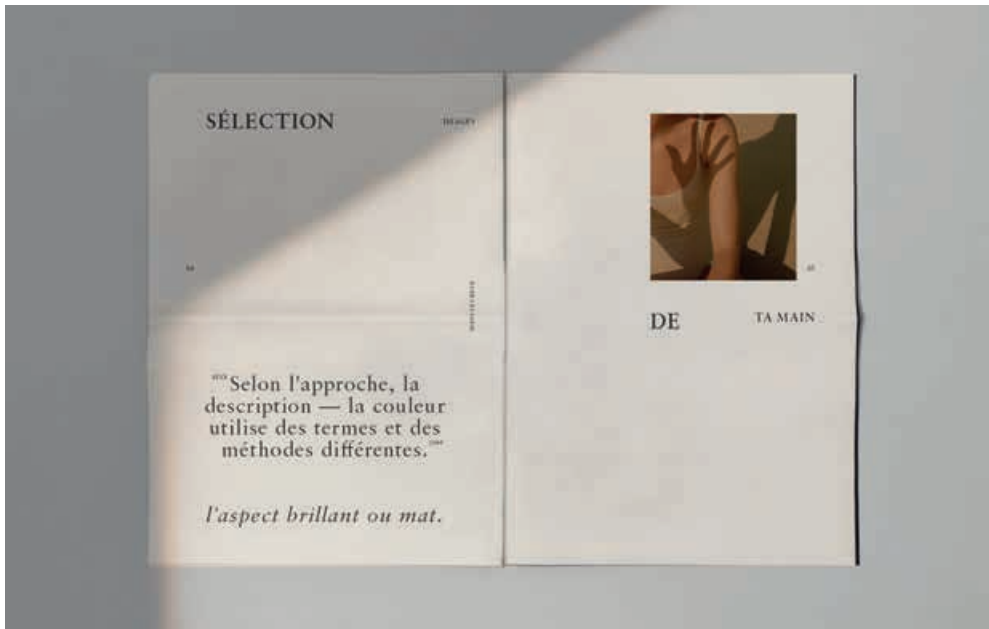 SÉLECTION
IMAGES
Selon l'approche, la
description — la couleur
utilise des termes et des
méthodes différentes.
l'aspect brillant ou mat.
DE
TA MAIN